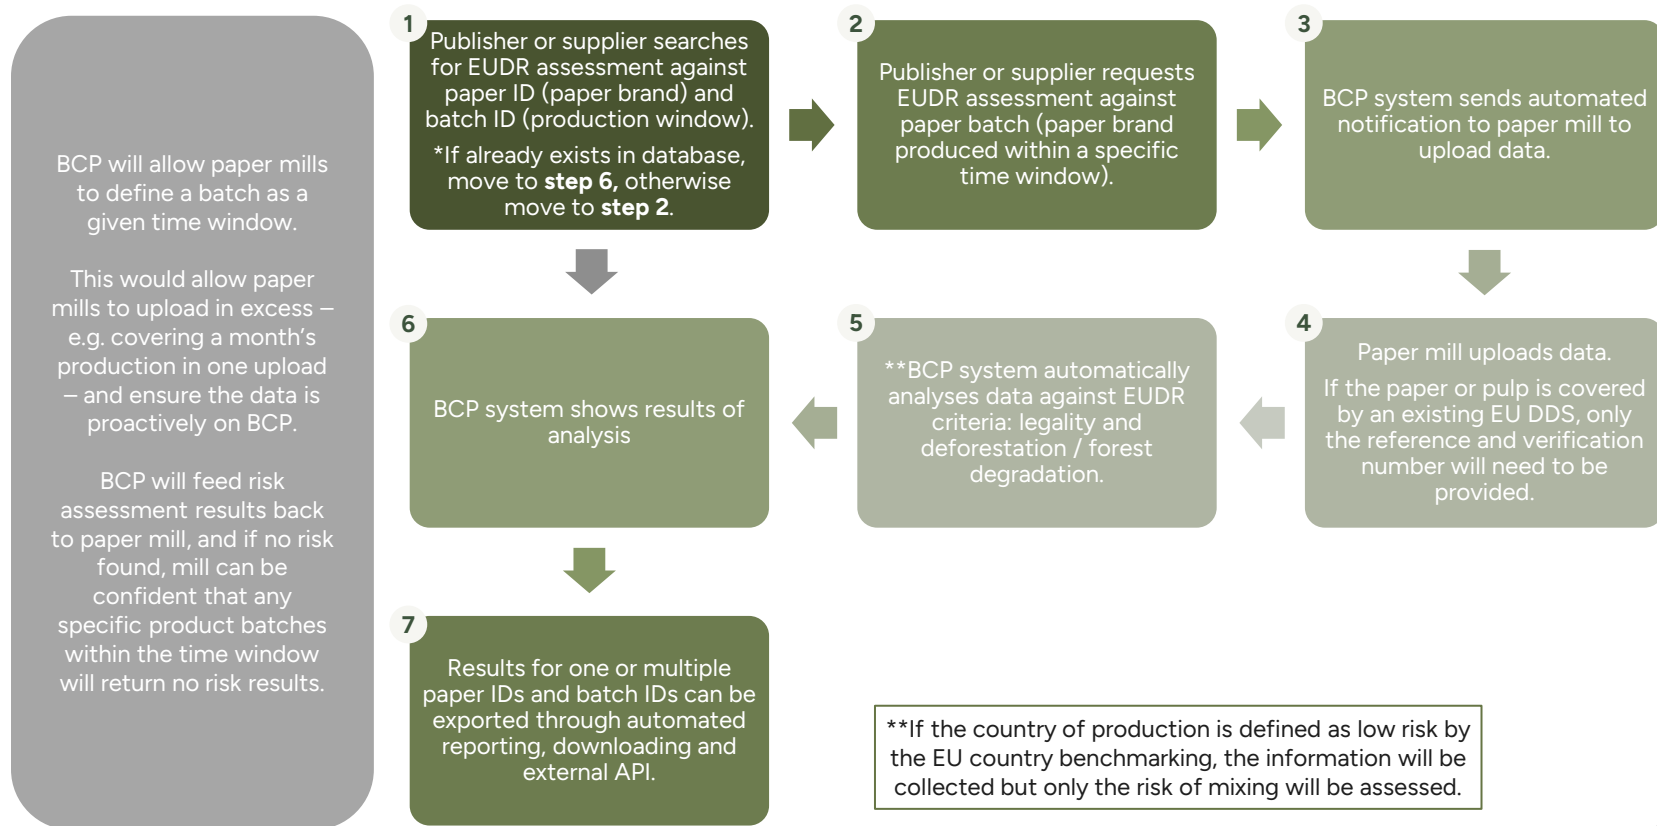 BCP will allow paper mills
to define a batch as a
given time window.
This would allow paper
mills to upload in excess –
e.g. covering a month’s
production in one upload
– and ensure the data is
proactively on BCP.
BCP will feed risk
assessment results back
to paper mill, and if no risk
found, mill can be
confident that any
specific product batches
within the time window
will return no risk results.
1
Publisher or supplier searches
for EUDR assessment against
paper ID (paper brand) and
batch ID (production window).
*If already exists in database,
move to step 6, otherwise
move to step 2.
2
Publisher or supplier requests
EUDR assessment against
paper batch (paper brand
produced within a specific
time window).
3
BCP system sends automated
notification to paper mill to
upload data.
4
Paper mill uploads data.
If the paper or pulp is covered
by an existing EU DDS, only
the reference and verification
number will need to be
provided.
5
**BCP system automatically
analyses data against EUDR
criteria: legality and
deforestation / forest
degradation.
6
BCP system shows results of
analysis
7
Results for one or multiple
paper IDs and batch IDs can be
exported through automated
reporting, downloading and
external API.
**If the country of production is defined as low risk by
the EU country benchmarking, the information will be
collected but only the risk of mixing will be assessed.